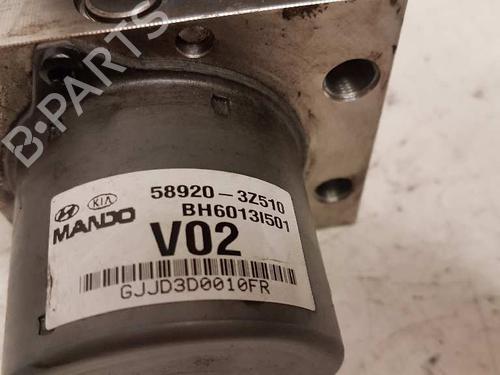 B-PARTS
KIA
58920-3Z510
MANDO
BH6013I501
V02
GJJD3D0010FR